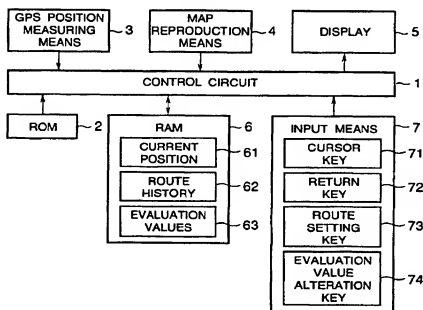 GPS POSITION
MEASURING
MEANS
3
MAP
REPRODUCTION
MEANS
4
DISPLAY
5
CONTROL CIRCUIT
1
ROM
2
RAM
6
CURRENT
POSITION
61
ROUTE
HISTORY
62
EVALUATION
VALUES
63
INPUT MEANS
7
CURSOR
KEY
71
RETURN
KEY
72
ROUTE
SETTING
KEY
73
EVALUATION
VALUE
ALTERATION
KEY
74